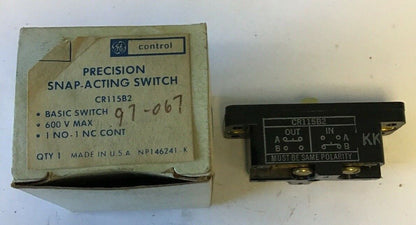 GE control
PRECISION
SNAP-ACTING SWITCH
CR115B2
• BASIC SWITCH
97-067
• 600 V MAX
• 1 NO-1 NC CONT
QTY 1 MADE IN U.S.A NP146241 K
CR115B2
OUT IN
A A
B B
MUST BE SAME POLARITY
KK